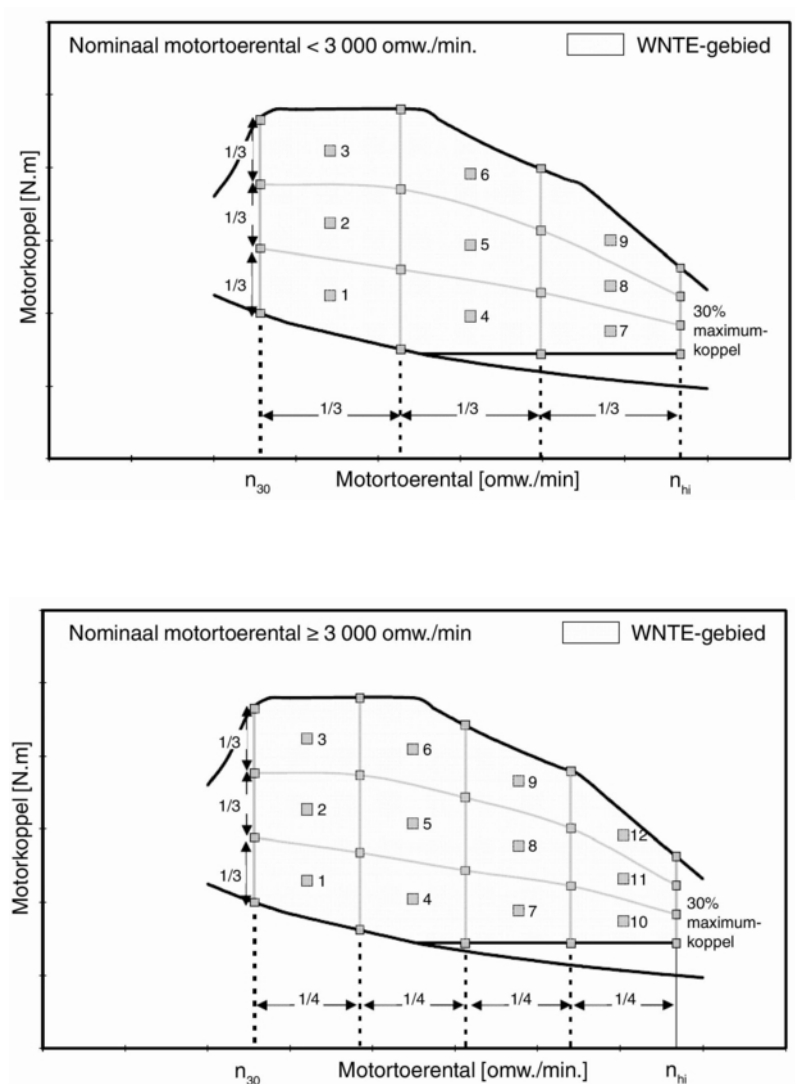 Nominaal motortoerental < 3 000 omw./min.
WNTE-gebied
Motorkoppel [N.m]
1/3
1/3
1/3
3
2
1
6
5
4
9
8
7
30%
maximum-
koppel
1/3
1/3
1/3
n30
Motortoerental [omw./min]
nhi
Nominaal motortoerental ≥ 3 000 omw./min
WNTE-gebied
Motorkoppel [N.m]
1/3
1/3
1/3
3
2
1
6
5
4
9
8
7
12
11
10
30%
maximum-
koppel
1/4
1/4
1/4
1/4
n30
Motortoerental [omw./min.]
nhi